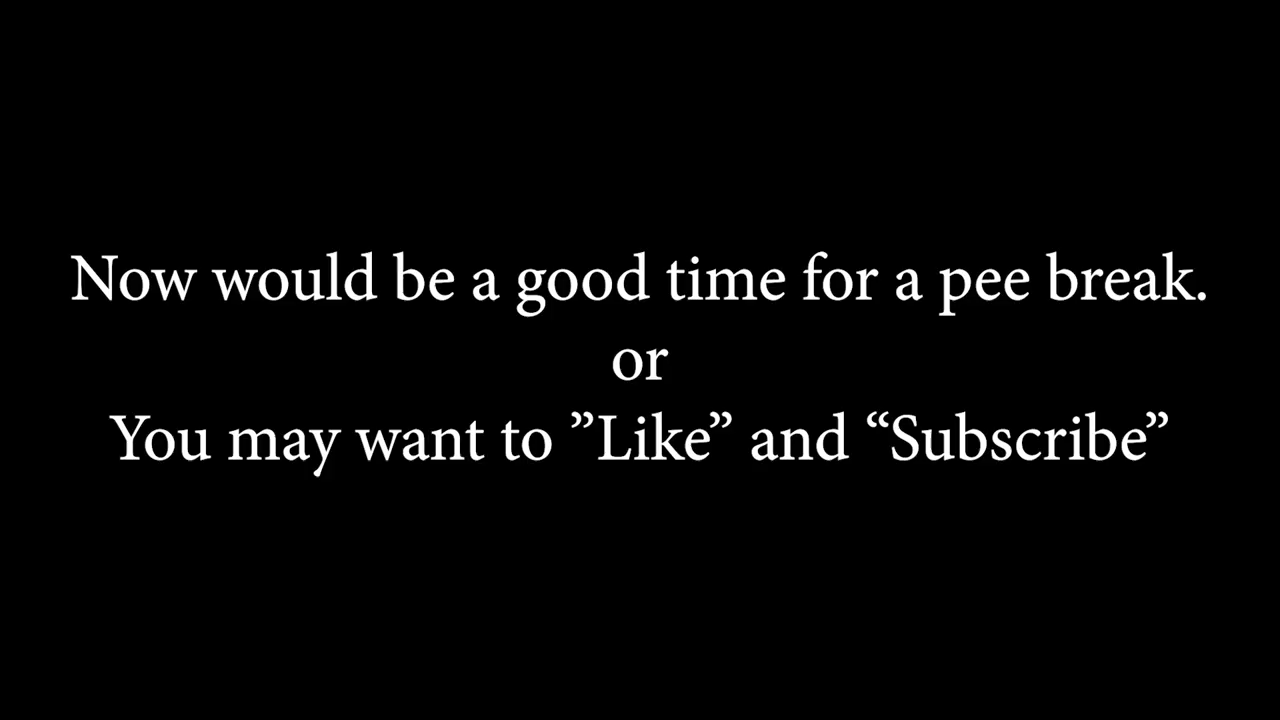 Now would be a good time for a pee break.
or
You may want to ”Like” and “Subscribe”